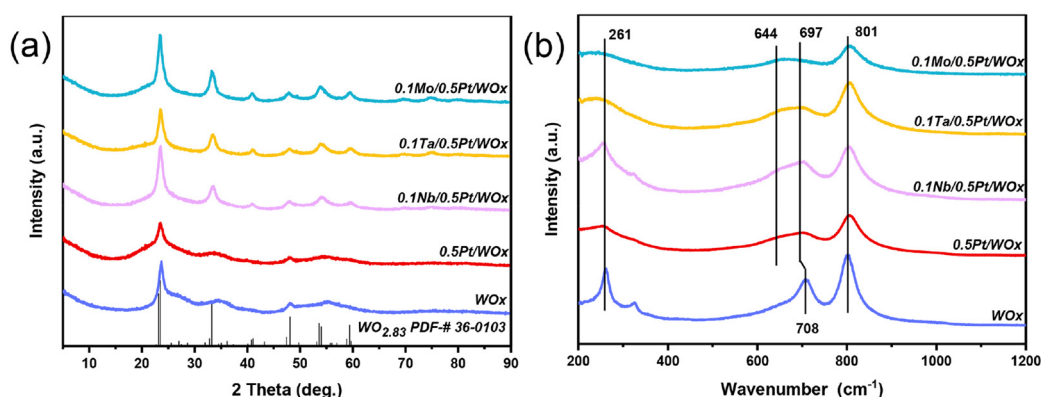 (a)
0.1Mo/0.5Pt/WOx
0.1Ta/0.5Pt/WOx
0.1Nb/0.5Pt/WOx
0.5Pt/WOx
WOx
WO2.83 PDF-# 36-0103
Intensity (a.u.)
10 20 30 40 50 60 70 80 90
2 Theta (deg.)
(b)
261 644 697 801
0.1Mo/0.5Pt/WOx
0.1Ta/0.5Pt/WOx
0.1Nb/0.5Pt/WOx
0.5Pt/WOx
WOx
708
Intensity (a.u.)
200 400 600 800 1000 1200
Wavenumber (cm-1)